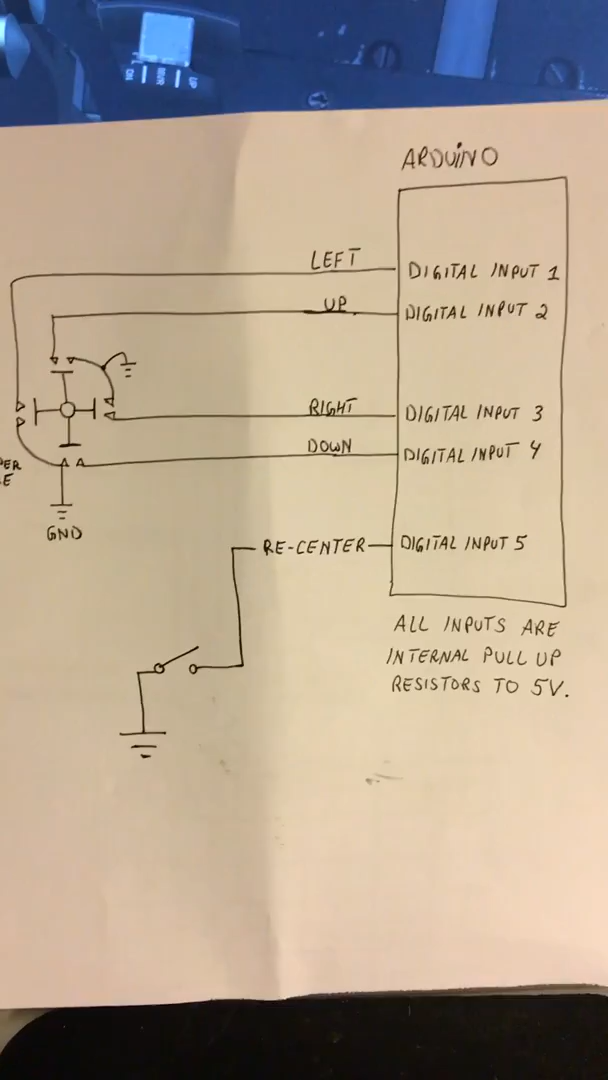 ARDUINO
LEFT
DIGITAL INPUT 1
UP
DIGITAL INPUT 2
RIGHT
DIGITAL INPUT 3
DOWN
DIGITAL INPUT 4
GND
RE-CENTER
DIGITAL INPUT 5
ALL INPUTS ARE
INTERNAL PULL UP
RESISTORS TO 5V.